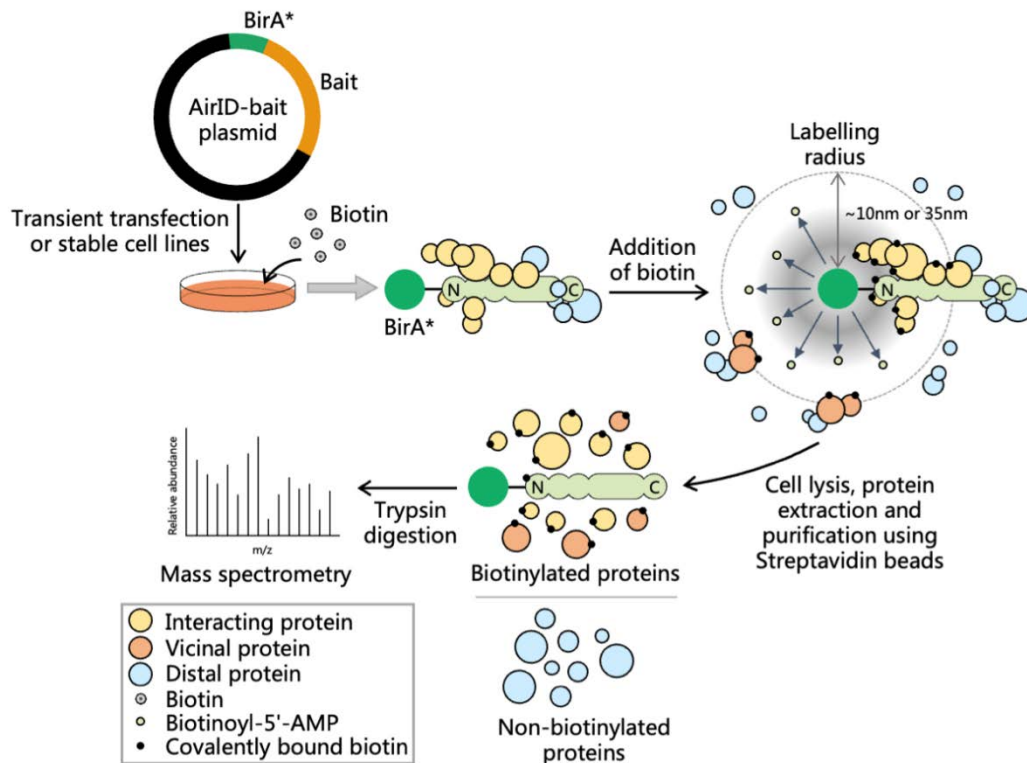 BirA*
Bait
AirID-bait
plasmid
Transient transfection
or stable cell lines
Biotin
BirA*
N
C
Addition
of biotin
Labelling
radius
~10nm or 35nm
N
C
Cell lysis, protein
extraction and
purification using
Streptavidin beads
N
C
Biotinylated proteins
Non-biotinylated
proteins
Trypsin
digestion
Relative abundance
m/z
Mass spectrometry
Interacting protein
Vicinal protein
Distal protein
Biotin
Biotinoyl-5'-AMP
Covalently bound biotin